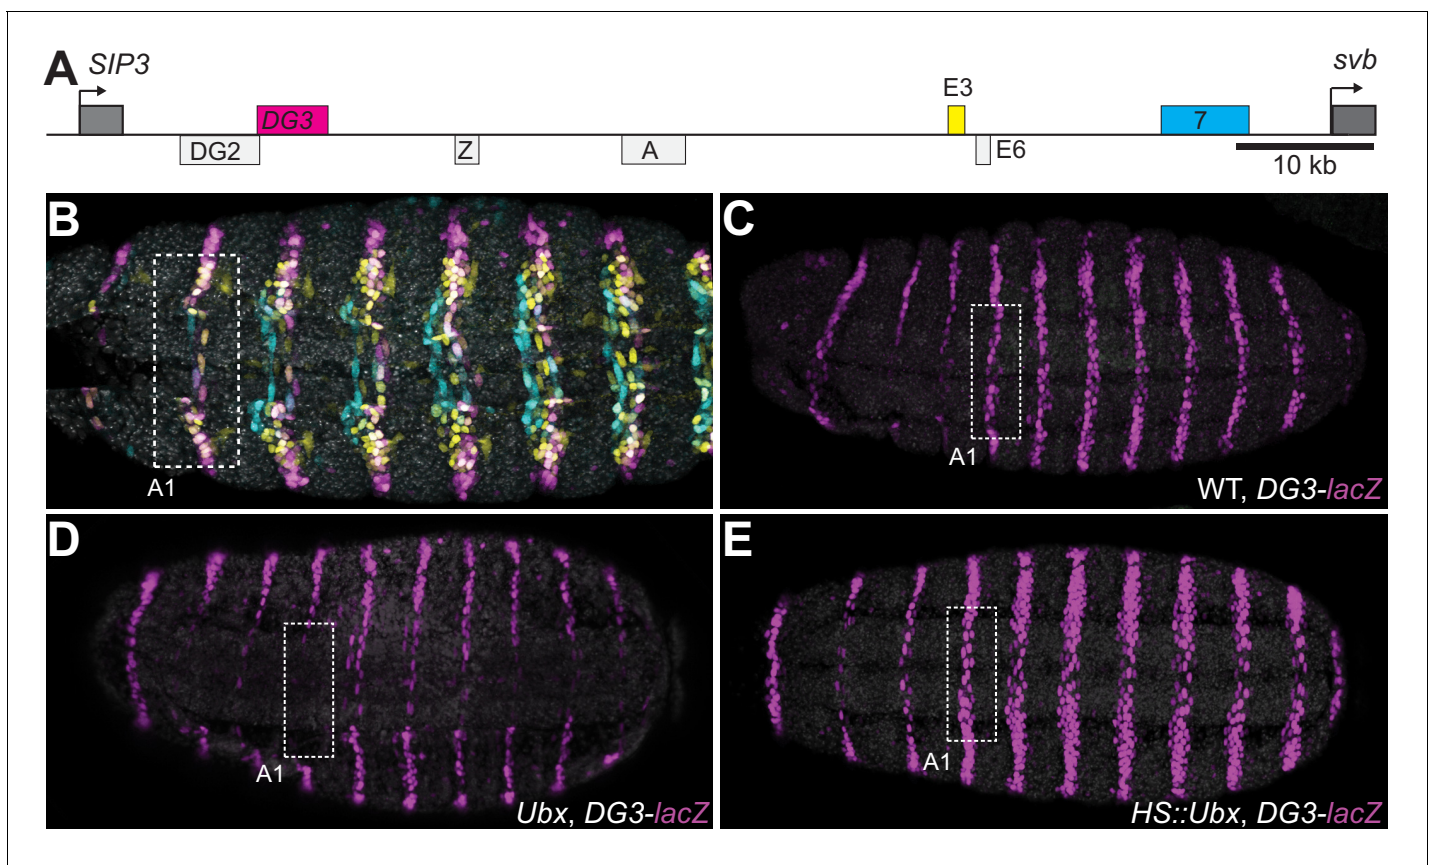 A
SIP3
svb
E3
DG3
7
DG2
Z
A
E6
10 kb
B
A1
C
A1
WT, DG3-lacZ
D
A1
Ubx, DG3-lacZ
E
A1
HS::Ubx, DG3-lacZ